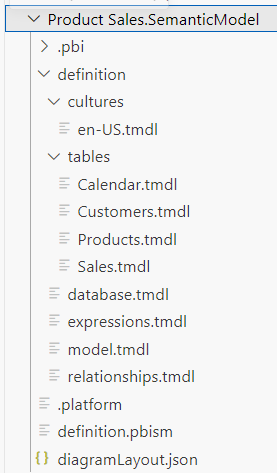 Product Sales.SemanticModel
.pbi
definition
cultures
en-US.tmdl
tables
Calendar.tmdl
Customers.tmdl
Products.tmdl
Sales.tmdl
database.tmdl
expressions.tmdl
model.tmdl
relationships.tmdl
.platform
definition.pbism
{} diagramLayout.json